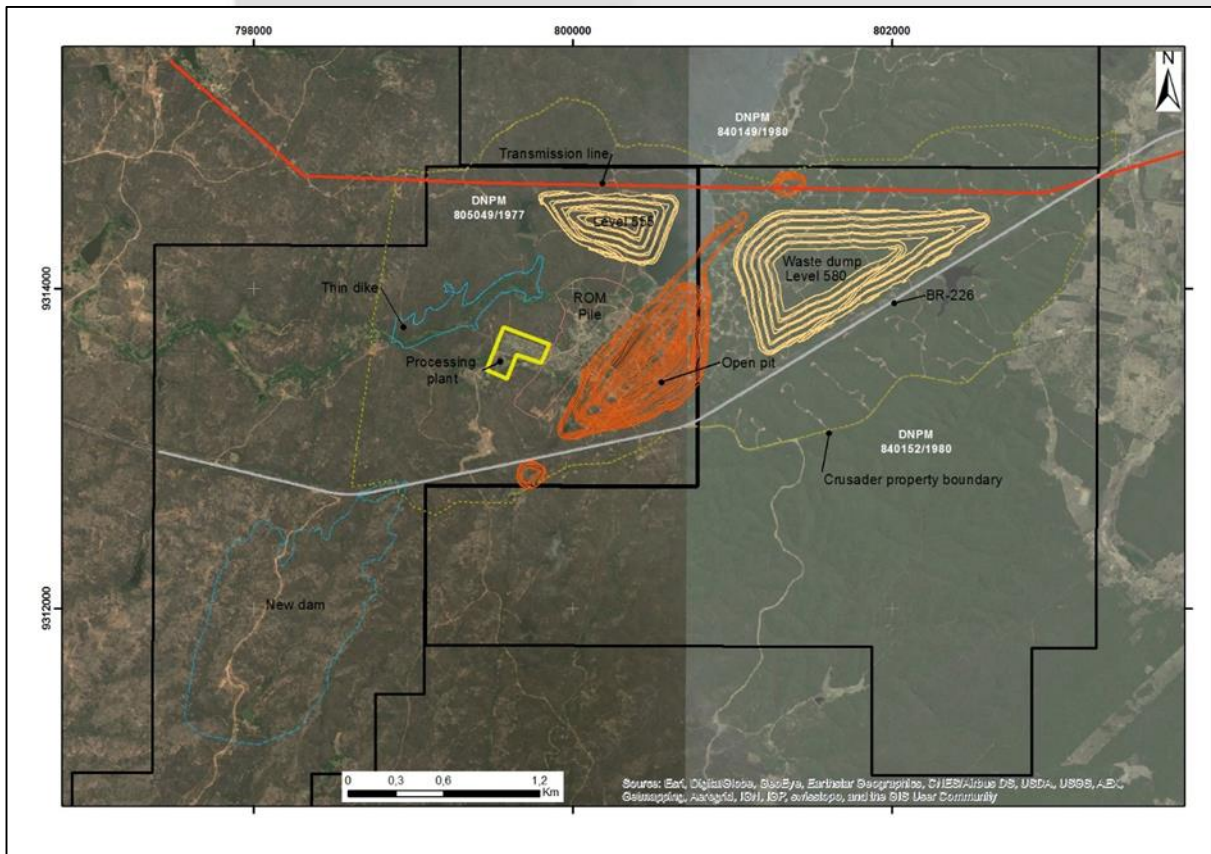 798000
800000
802000
N
DNPM
840149/1980
Transmission line
DNPM
805049/1977
Level 555
Waste dump
Level 580
9314000
Thin dike
ROM
Pile
BR-226
Processing
plant
Open pit
DNPM
840152/1980
Crusader property boundary
9312000
New dam
0
0,3
0,6
1,2
Km
Source: Esri, DigitalGlobe, GeoEye, Earthstar Geographics, CNES/Airbus DS, USDA, USGS, AEX,
Getmapping, Aerogrid, IGN, IGP, swisstopo, and the GIS User Community